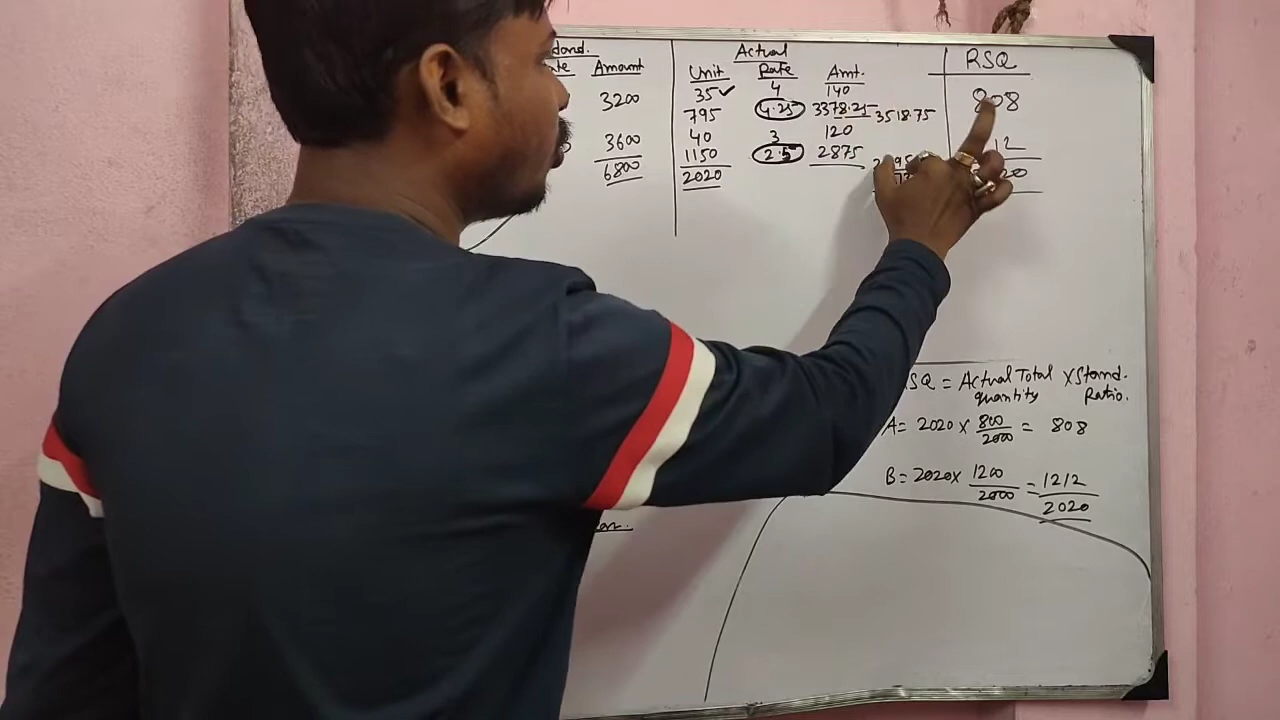 Amount
3200
3600
6800
Actual
Unit Rate Amt.
35 ✓ 4 140
795 4.25 3378.25 3518.75
40 3 120
1150 2.5 2875
2020
RSQ
808
= Actual Total × Stand.
quantity Ratio.
A = 2020 × 800/2000 = 808
B = 2020 × 1200/2000 = 1212
2020